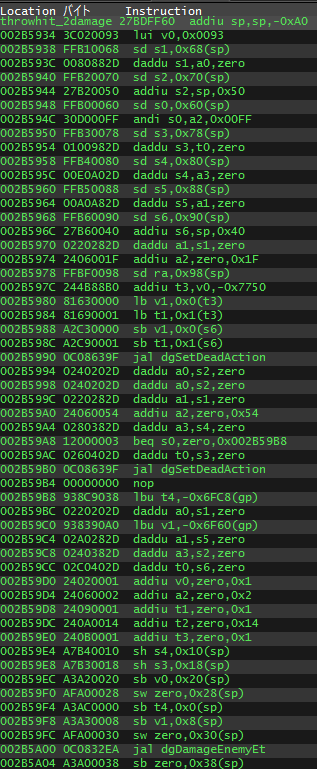 Location バイト Instruction
throwhit_2damage 27BDFF60 addiu sp,sp,-0xA0
002B5934 3C020093 lui v0,0x0093
002B5938 FFB10068 sd s1,0x68(sp)
002B593C 0080882D daddu s1,a0,zero
002B5940 FFB20070 sd s2,0x70(sp)
002B5944 27B20050 addiu s2,sp,0x50
002B5948 FFB00060 sd s0,0x60(sp)
002B594C 30D000FF andi s0,a2,0x00FF
002B5950 FFB30078 sd s3,0x78(sp)
002B5954 0100982D daddu s3,t0,zero
002B5958 FFB40080 sd s4,0x80(sp)
002B595C 00E0A02D daddu s4,a3,zero
002B5960 FFB50088 sd s5,0x88(sp)
002B5964 00A0A82D daddu s5,a1,zero
002B5968 FFB60090 sd s6,0x90(sp)
002B596C 27B60040 addiu s6,sp,0x40
002B5970 0220282D daddu a1,s1,zero
002B5974 2406001F addiu a2,zero,0x1F
002B5978 FFBF0098 sd ra,0x98(sp)
002B597C 244B88B0 addiu t3,v0,-0x7750
002B5980 81630000 lb v1,0x0(t3)
002B5984 81690001 lb t1,0x1(t3)
002B5988 A2C30000 sb v1,0x0(s6)
002B598C A2C90001 sb t1,0x1(s6)
002B5990 0C08639F jal dgSetDeadAction
002B5994 0240202D daddu a0,s2,zero
002B5998 0240202D daddu a0,s2,zero
002B599C 0220282D daddu a1,s1,zero
002B59A0 24060054 addiu a2,zero,0x54
002B59A4 0280382D daddu a3,s4,zero
002B59A8 12000003 beq s0,zero,0x002B59B8
002B59AC 0260402D daddu t0,s3,zero
002B59B0 0C08639F jal dgSetDeadAction
002B59B4 00000000 nop
002B59B8 938C9038 lbu t4,-0x6FC8(gp)
002B59BC 0220202D daddu a0,s1,zero
002B59C0 938390A0 lbu v1,-0x6F60(gp)
002B59C4 02A0282D daddu a1,s5,zero
002B59C8 0240382D daddu a3,s2,zero
002B59CC 02C0402D daddu t0,s6,zero
002B59D0 24020001 addiu v0,zero,0x1
002B59D4 24060002 addiu a2,zero,0x2
002B59D8 24090001 addiu t1,zero,0x1
002B59DC 240A0014 addiu t2,zero,0x14
002B59E0 240B0001 addiu t3,zero,0x1
002B59E4 A7B40010 sh s4,0x10(sp)
002B59E8 A7B30018 sh s3,0x18(sp)
002B59EC A3A20020 sb v0,0x20(sp)
002B59F0 AFA00028 sw zero,0x28(sp)
002B59F4 A3AC0000 sb t4,0x0(sp)
002B59F8 A3A30008 sb v1,0x8(sp)
002B59FC AFA00030 sw zero,0x30(sp)
002B5A00 0C0832EA jal dgDamageEnemyEt
002B5A04 A3A00038 sb zero,0x38(sp)